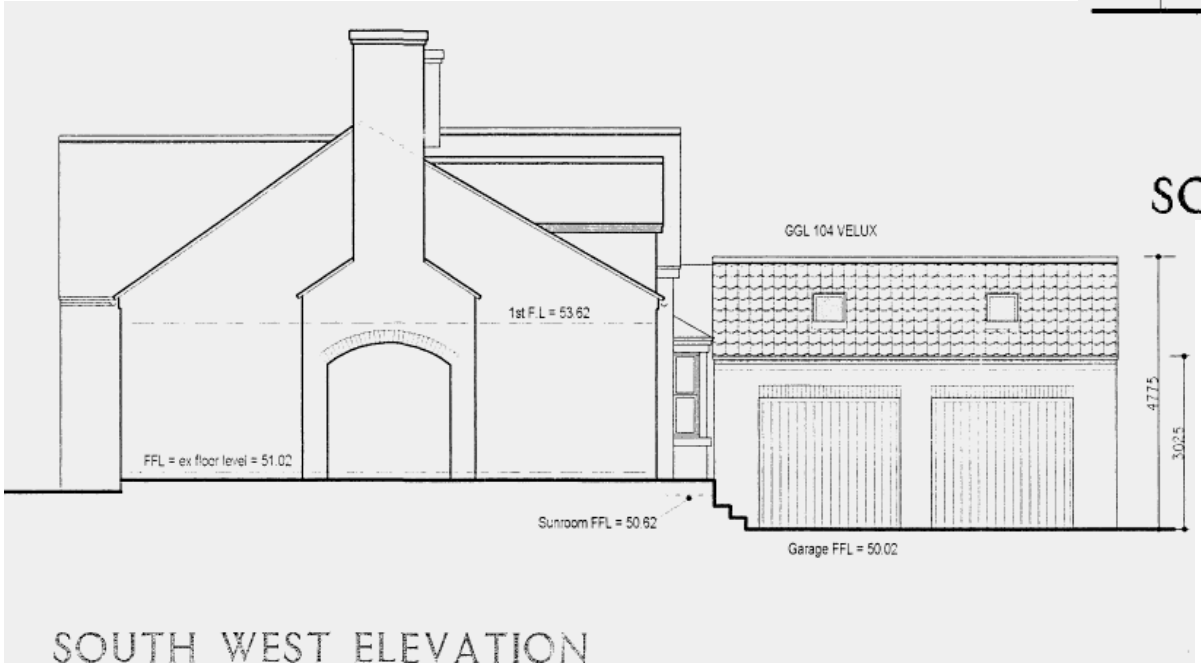 SC
GGL 104 VELUX
1st F.L = 53.62
4775
3025
FFL = ex floor level = 51.02
Sunroom FFL = 50.62
Garage FFL = 50.02
SOUTH WEST ELEVATION